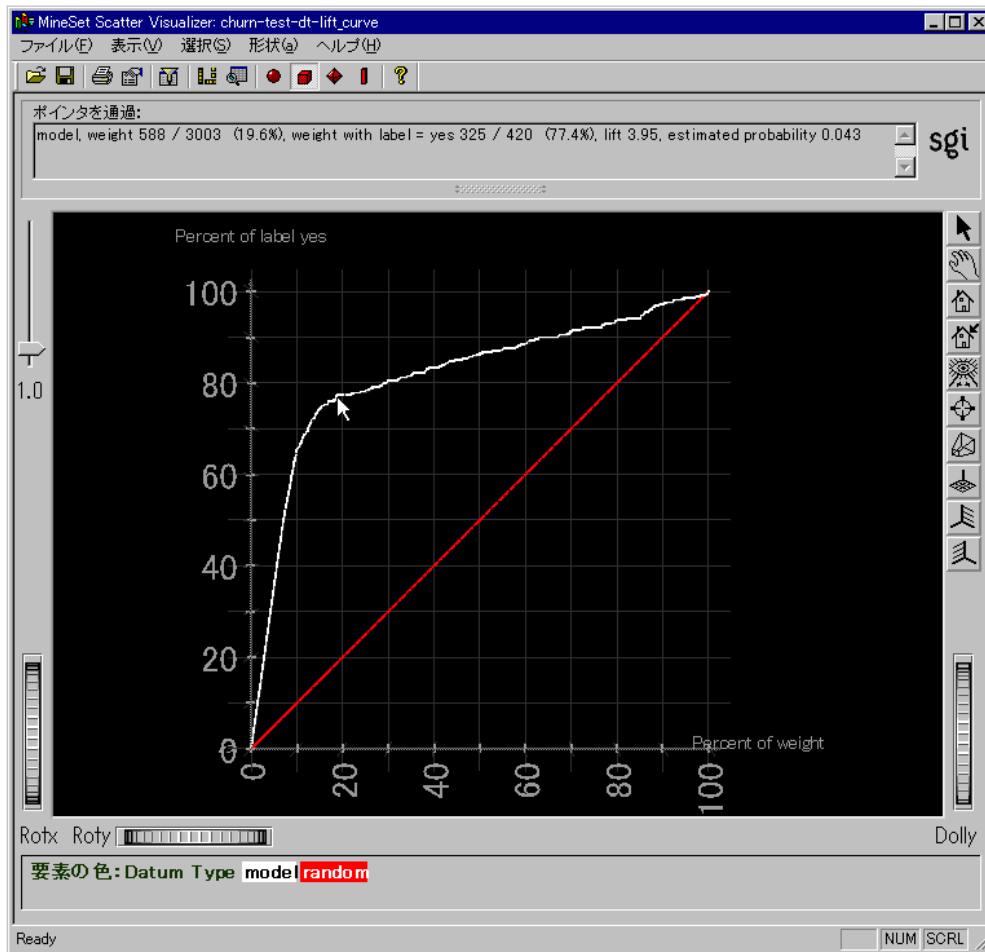 MineSet Scatter Visualizer: churn-test-dt-lift_curve
ファイル(F) 表示(V) 選択(S) 形状(a) ヘルプ(H)
ポインタを通過:
model, weight 588 / 3003 (19.6%), weight with label = yes 325 / 420 (77.4%), lift 3.95, estimated probability 0.043
sgi
Percent of label yes
100
80
1.0
60
40
20
0
Percent of weight
0 20 40 60 80 100
Rotx Roty Dolly
要素の色: Datum Type model random
Ready NUM SCRL